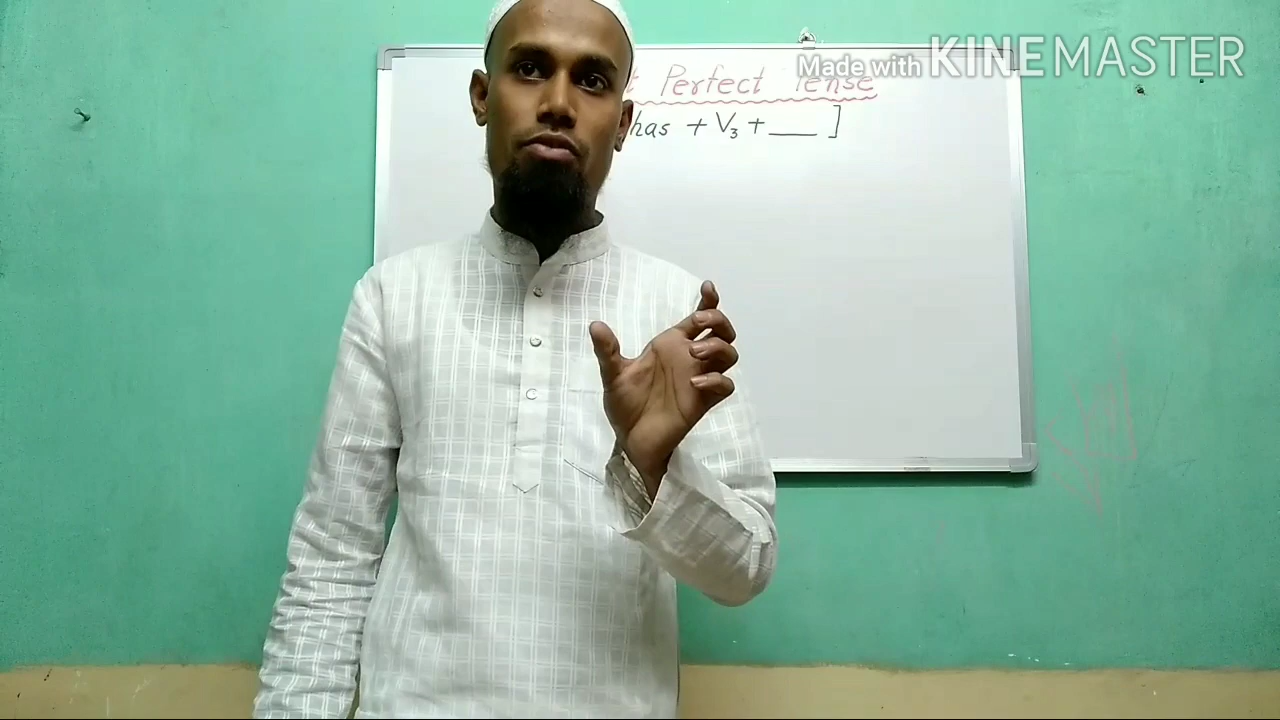 Made with KINEMASTER
t Perfect Tense
has + V₃ + ___ ]